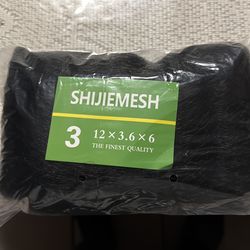 SHIJIEMESH
3
12×3.6×6
THE FINEST QUALITY